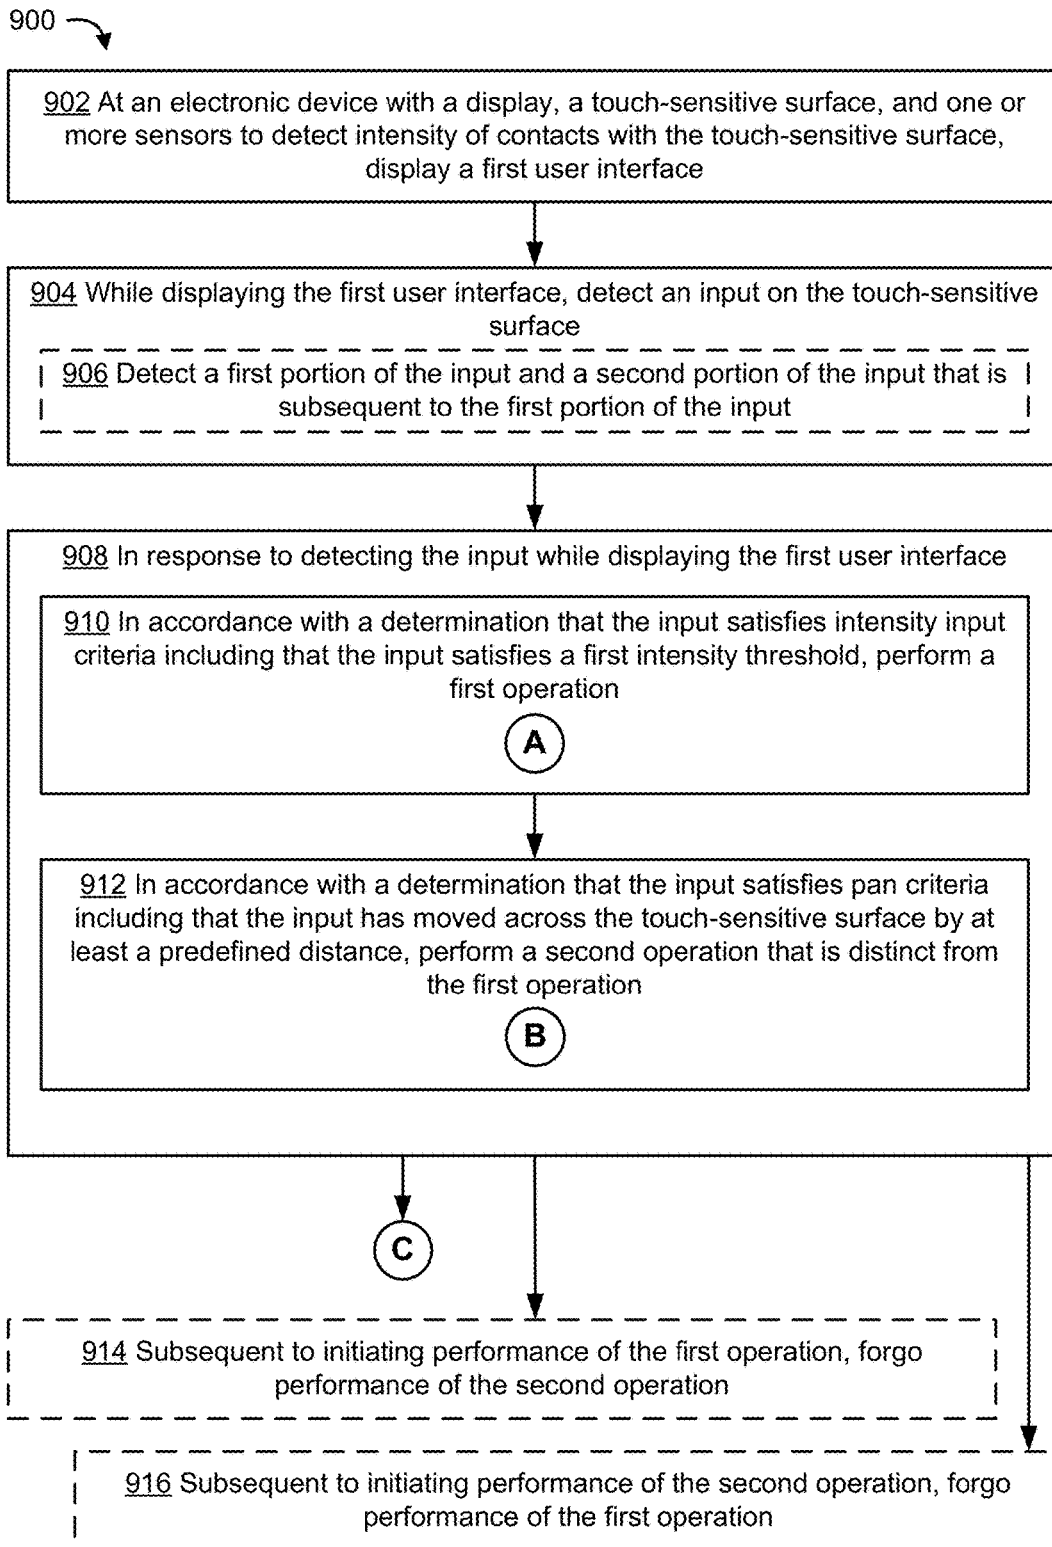 900
902 At an electronic device with a display, a touch-sensitive surface, and one or
more sensors to detect intensity of contacts with the touch-sensitive surface,
display a first user interface
904 While displaying the first user interface, detect an input on the touch-sensitive
surface
906 Detect a first portion of the input and a second portion of the input that is
subsequent to the first portion of the input
908 In response to detecting the input while displaying the first user interface
910 In accordance with a determination that the input satisfies intensity input
criteria including that the input satisfies a first intensity threshold, perform a
first operation
A
912 In accordance with a determination that the input satisfies pan criteria
including that the input has moved across the touch-sensitive surface by at
least a predefined distance, perform a second operation that is distinct from
the first operation
B
C
914 Subsequent to initiating performance of the first operation, forgo
performance of the second operation
916 Subsequent to initiating performance of the second operation, forgo
performance of the first operation